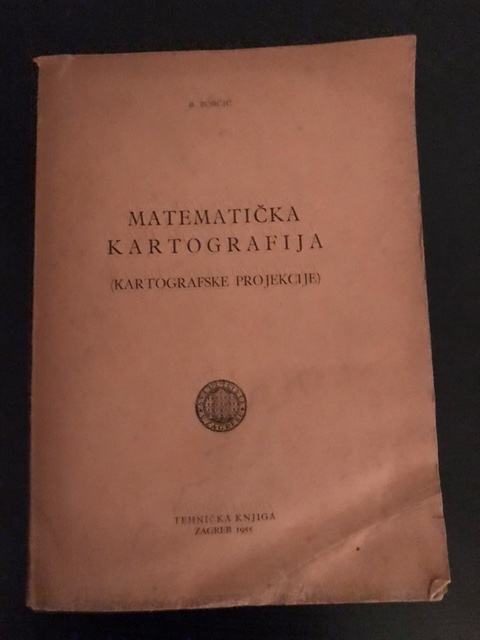 B. BORČIĆ
MATEMATIČKA
KARTOGRAFIJA
(KARTOGRAFSKE PROJEKCIJE)
TEHNIČKA KNJIGA
ZAGREB 1955